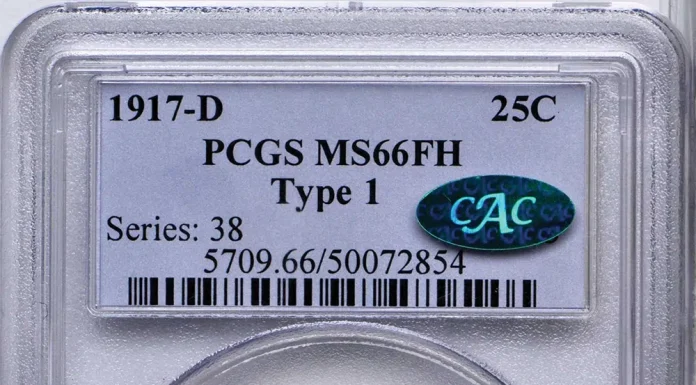 1917-D 25C
PCGS MS66FH
Type 1
CAC
Series: 38
5709.66/50072854